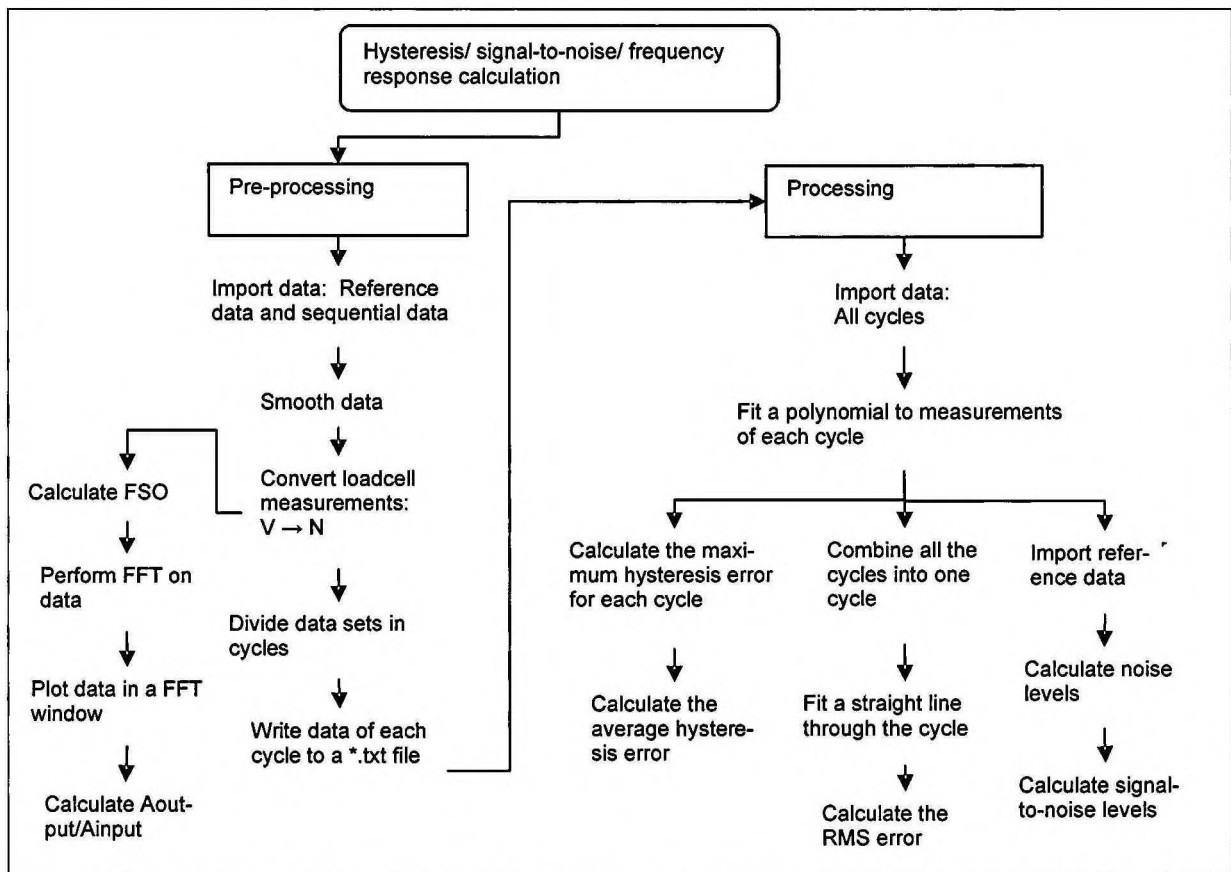 Hysteresis/ signal-to-noise/ frequency
response calculation
Pre-processing
Import data: Reference
data and sequential data
Smooth data
Convert loadcell
measurements:
V → N
Calculate FSO
Perform FFT on
data
Plot data in a FFT
window
Calculate Aout-
put/Ainput
Divide data sets in
cycles
Write data of each
cycle to a *.txt file
Processing
Import data:
All cycles
Fit a polynomial to measurements
of each cycle
Calculate the maxi-
mum hysteresis error
for each cycle
Calculate the
average hystere-
sis error
Combine all the
cycles into one
cycle
Fit a straight line
through the cycle
Calculate the
RMS error
Import refer-
ence data
Calculate noise
levels
Calculate signal-
to-noise levels